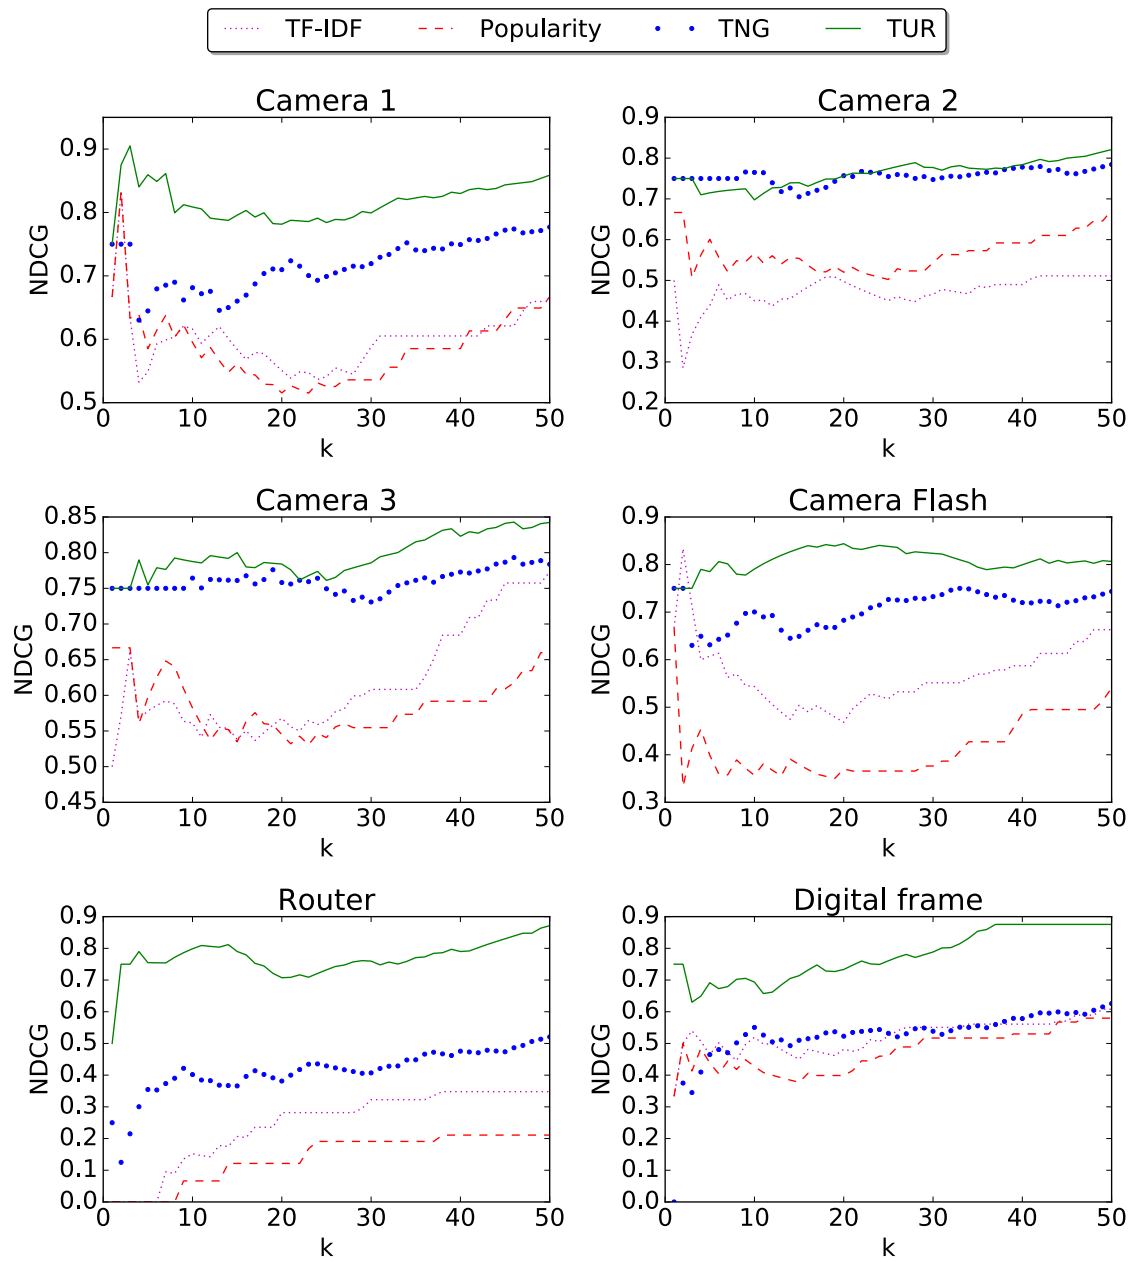 TF-IDF Popularity TNG TUR
Camera 1
NDCG
0.9
0.8
0.7
0.6
0.5
0 10 20 30 40 50
k
Camera 2
NDCG
0.9
0.8
0.7
0.6
0.5
0.4
0.3
0.2
0 10 20 30 40 50
k
Camera 3
NDCG
0.85
0.80
0.75
0.70
0.65
0.60
0.55
0.50
0.45
0 10 20 30 40 50
k
Camera Flash
NDCG
0.9
0.8
0.7
0.6
0.5
0.4
0.3
0 10 20 30 40 50
k
Router
NDCG
0.9
0.8
0.7
0.6
0.5
0.4
0.3
0.2
0.1
0.0
0 10 20 30 40 50
k
Digital frame
NDCG
0.9
0.8
0.7
0.6
0.5
0.4
0.3
0.2
0.1
0.0
0 10 20 30 40 50
k